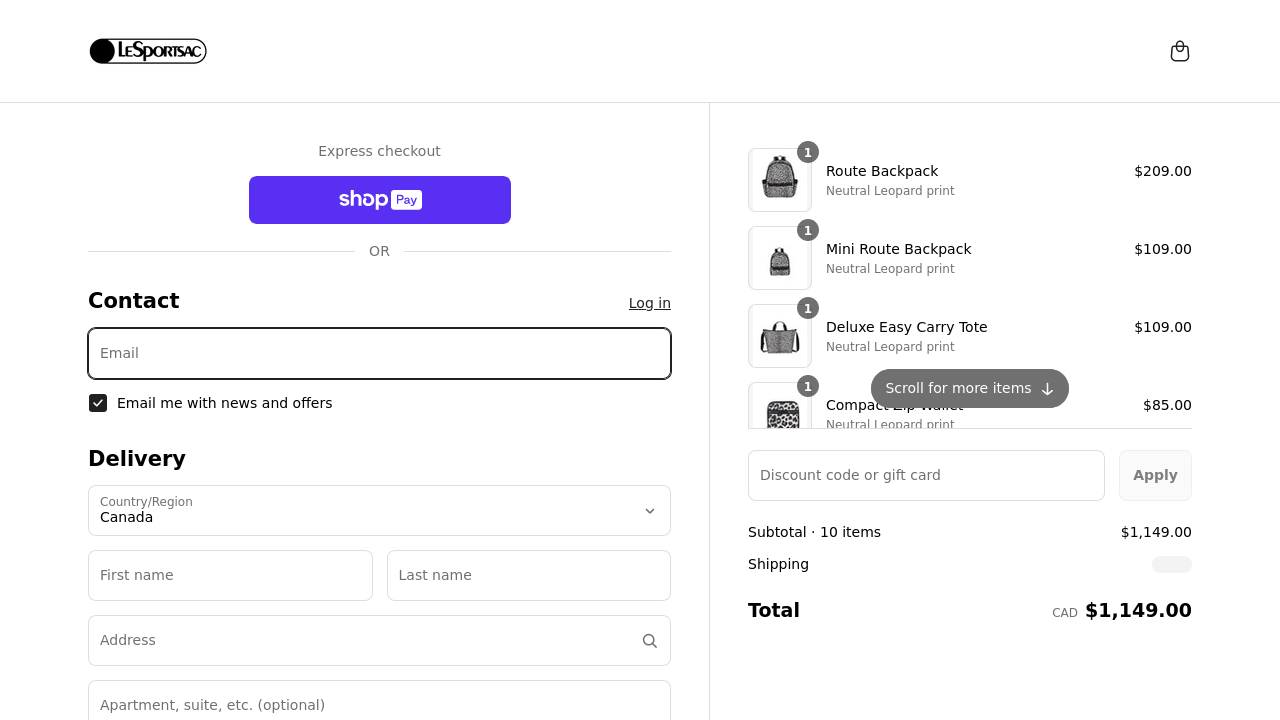 LeSportsac
Express checkout
shop Pay
OR
Contact
Log in
Email
Email me with news and offers
Delivery
Country/Region
Canada
First name
Last name
Address
Apartment, suite, etc. (optional)
1
Route Backpack
$209.00
Neutral Leopard print
1
Mini Route Backpack
$109.00
Neutral Leopard print
1
Deluxe Easy Carry Tote
$109.00
Neutral Leopard print
Scroll for more items
1
Compact Zip Wallet
$85.00
Neutral Leopard print
Discount code or gift card
Apply
Subtotal · 10 items
$1,149.00
Shipping
Total
CAD $1,149.00